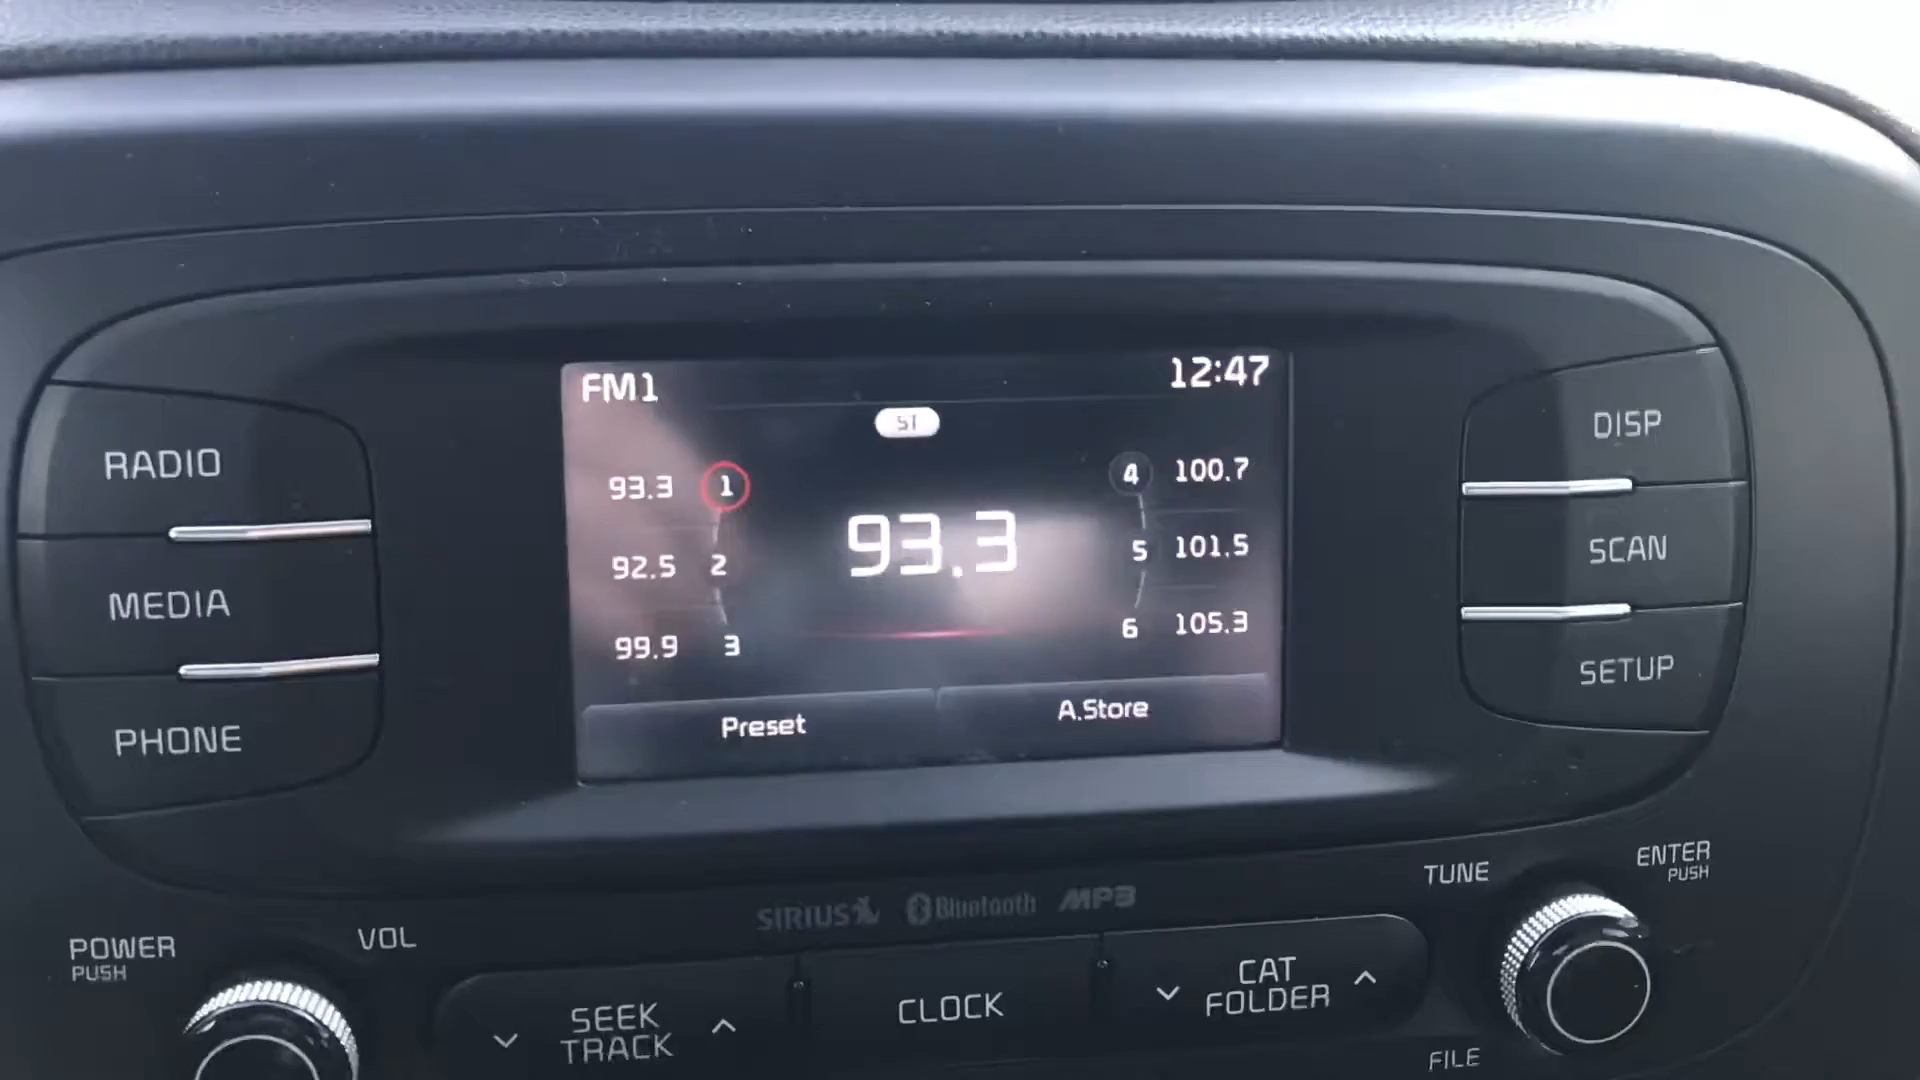 FM1
12:47
ST
93.3 1
4 100.7
93.3
92.5 2
5 101.5
99.9 3
6 105.3
Preset
A.Store
RADIO
MEDIA
PHONE
DISP
SCAN
SETUP
SIRIUS Bluetooth MP3
POWER
PUSH
VOL
SEEK
TRACK
CLOCK
CAT
FOLDER
TUNE
ENTER
PUSH
FILE